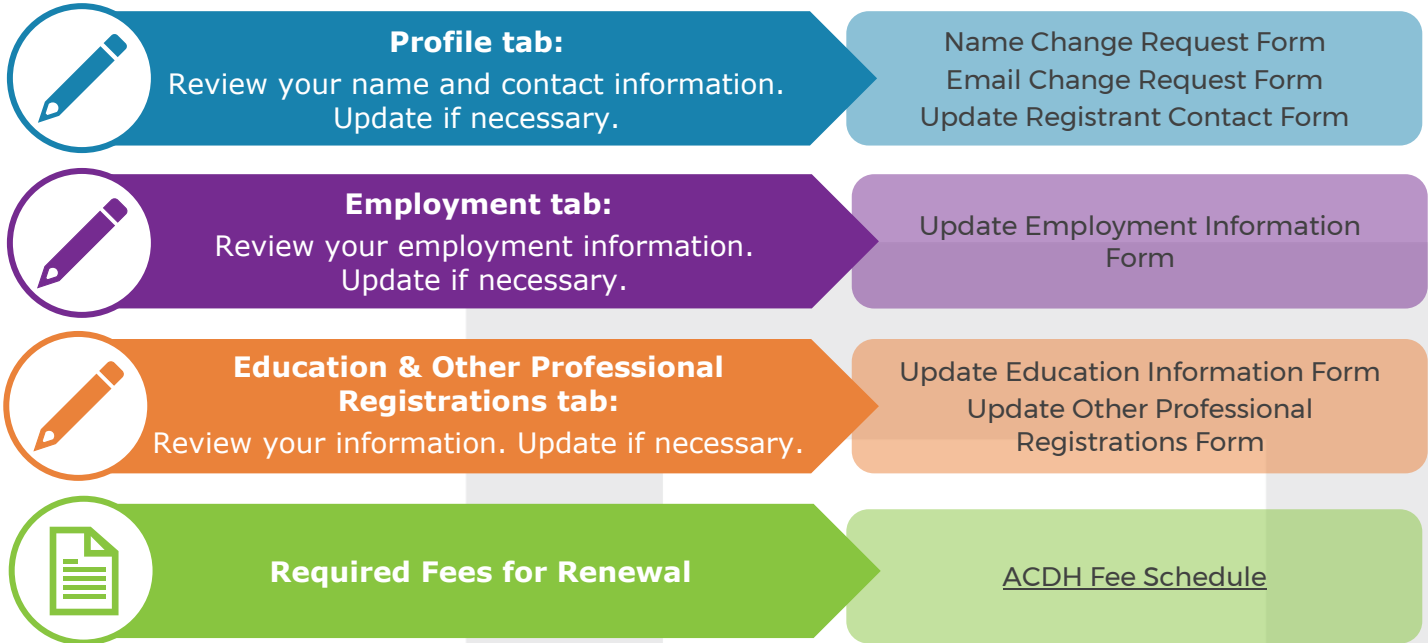 Profile tab:
Review your name and contact information.
Update if necessary.
Name Change Request Form
Email Change Request Form
Update Registrant Contact Form
Employment tab:
Review your employment information.
Update if necessary.
Update Employment Information
Form
Education & Other Professional
Registrations tab:
Review your information. Update if necessary.
Update Education Information Form
Update Other Professional
Registrations Form
Required Fees for Renewal
ACDH Fee Schedule